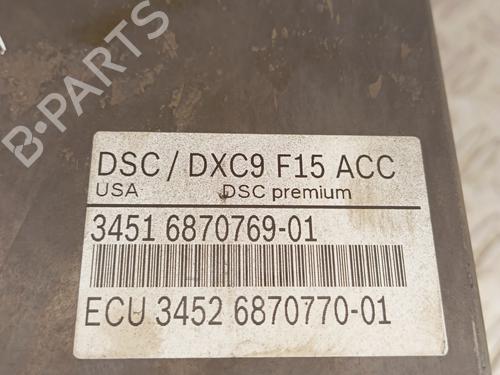 B-PARTS
DSC / DXC9 F15 ACC
USA DSC premium
3451 6870769-01
ECU 3452 6870770-01